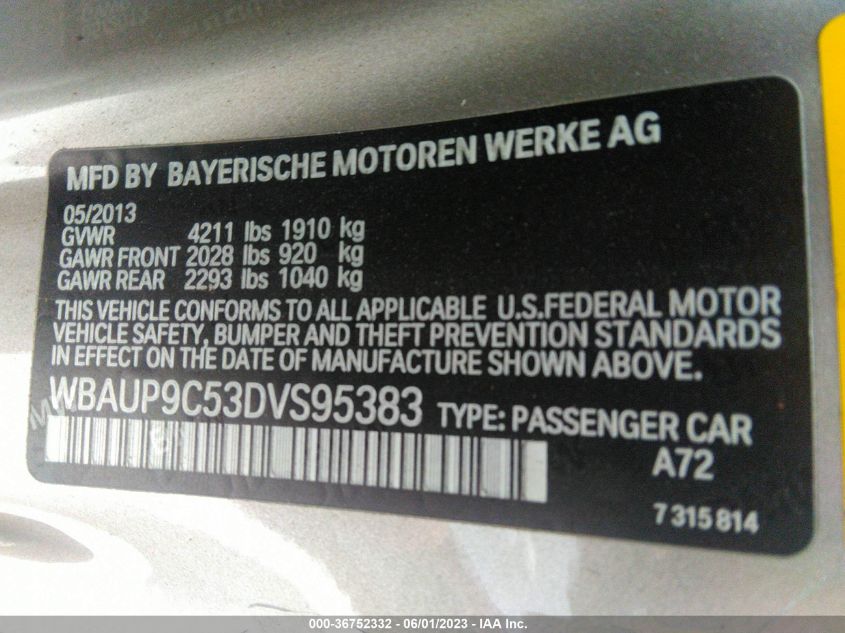 MFD BY BAYERISCHE MOTOREN WERKE AG
05/2013
GVWR 4211 lbs 1910 kg
GAWR FRONT 2028 lbs 920 kg
GAWR REAR 2293 lbs 1040 kg
THIS VEHICLE CONFORMS TO ALL APPLICABLE U.S.FEDERAL MOTOR
VEHICLE SAFETY, BUMPER AND THEFT PREVENTION STANDARDS
IN EFFECT ON THE DATE OF MANUFACTURE SHOWN ABOVE.
WBAUP9C53DVS95383 TYPE: PASSENGER CAR
A72
7 315 814
000-36752332 - 06/01/2023 - IAA Inc.